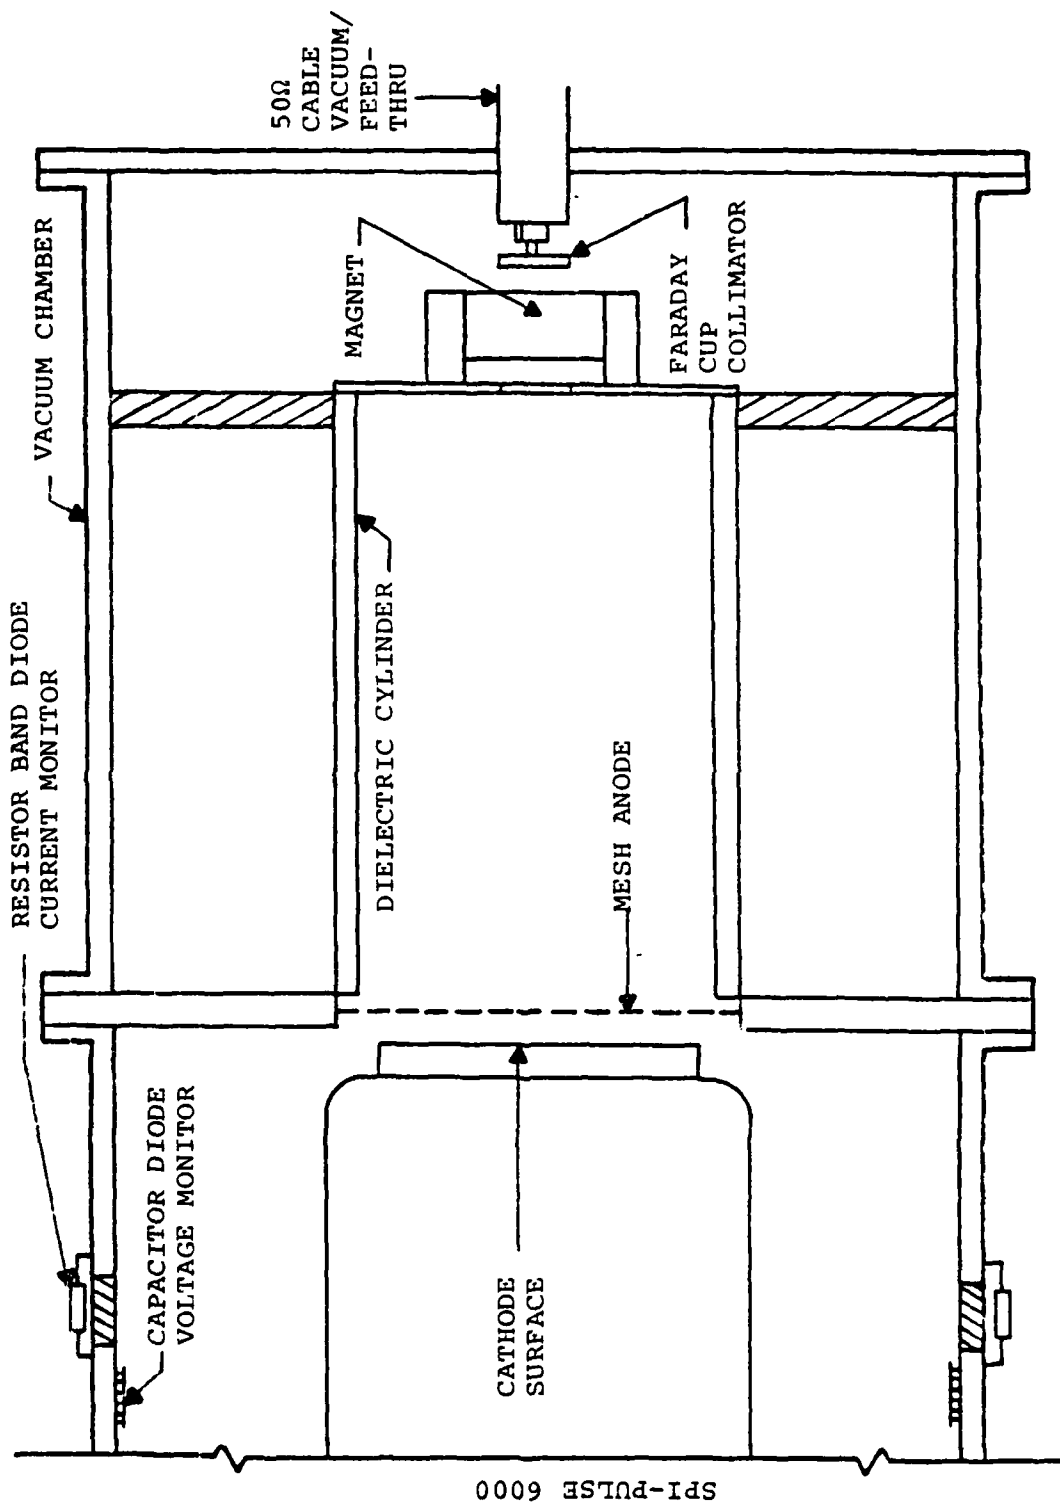 RESISTOR BAND DIODE
CURRENT MONITOR
VACUUM CHAMBER
50Ω
CABLE
VACUUM/
FEED-
THRU
CAPACITOR DIODE
VOLTAGE MONITOR
DIELECTRIC CYLINDER
MAGNET
CATHODE
SURFACE
MESH ANODE
FARADAY
CUP
COLLIMATOR
SPI-PULSE 6000